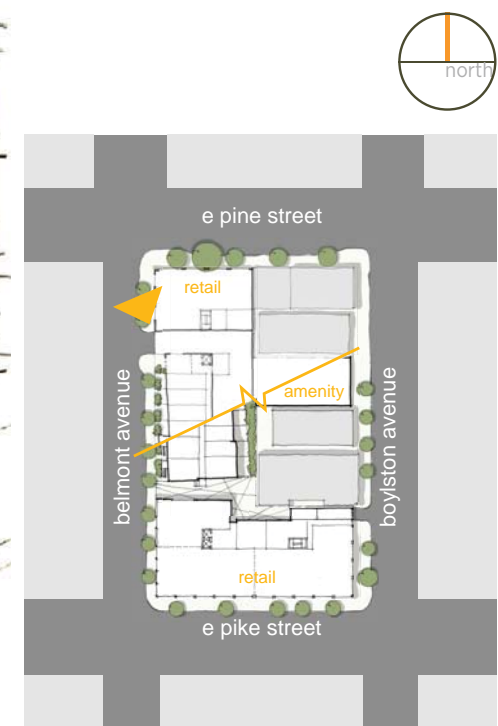 north
e pine street
retail
amenity
belmont avenue
boylston avenue
retail
e pike street